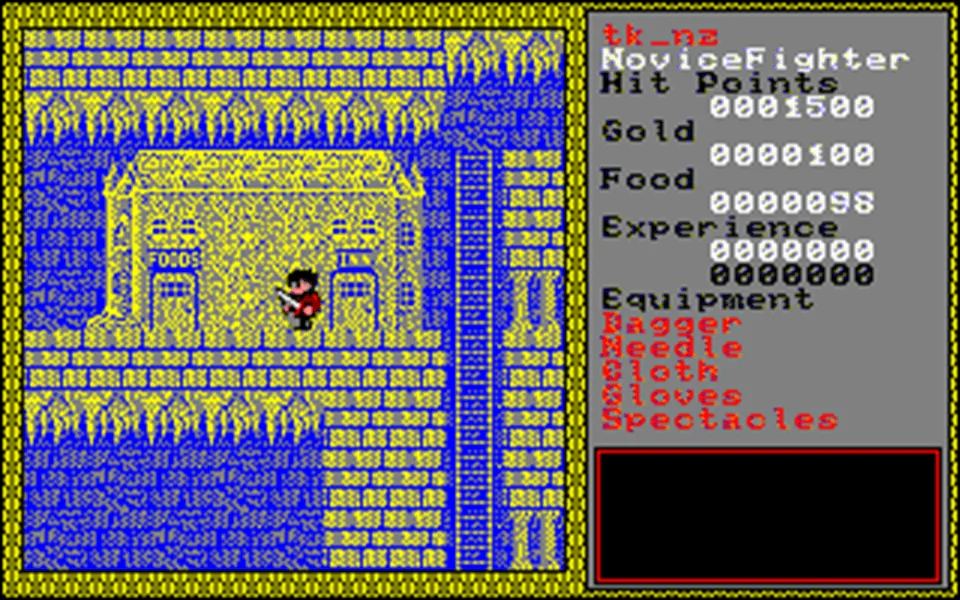 FOODS
INN
tk_nz
NoviceFighter
Hit Points
0001500
Gold
0000100
Food
0000098
Experience
0000000
0000000
Equipment
Dagger
Needle
Cloth
Gloves
Spectacles